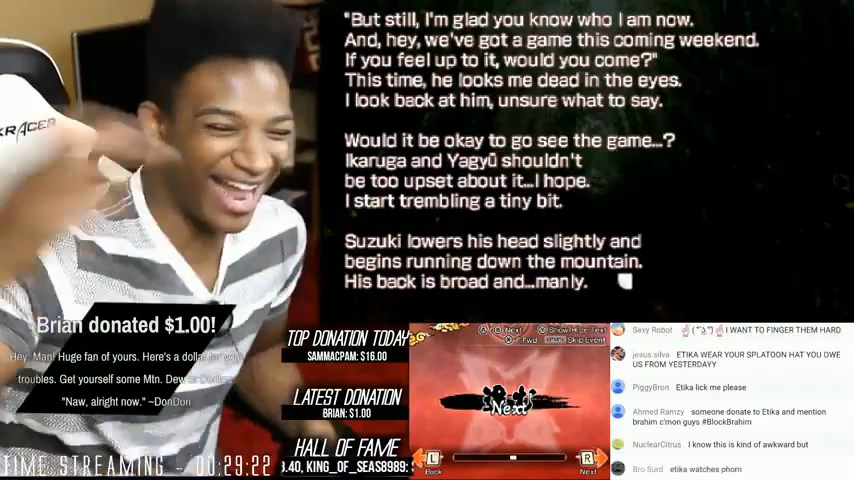 "But still, I'm glad you know who I am now.
And, hey, we've got a game this coming weekend.
If you feel up to it, would you come?"
This time, he looks me dead in the eyes.
I look back at him, unsure what to say.
Would it be okay to go see the game...?
Ikaruga and Yagyū shouldn't
be too upset about it...I hope.
I start trembling a tiny bit.
Suzuki lowers his head slightly and
begins running down the mountain.
His back is broad and...manly.
XRACER
Brian donated $1.00!
Hey Man! Huge fan of yours. Here's a dollar for your
troubles. Get yourself some Mtn. Dew or
"Naw, alright now." ~DonDon
TOP DONATION TODAY
SAMMACPAM: $16.00
LATEST DONATION
BRIAN: $1.00
HALL OF FAME
3.40, KING_OF_SEAS8989:
TIME STREAMING - 00:29:22
Next
Show/Hide Text
F.Fwd
Skip Event
Next
L
Back
R
Next
Sexy Robot I WANT TO FINGER THEM HARD
jesus.silva ETIKA WEAR YOUR SPLATOON HAT YOU OWE
US FROM YESTERDAYY
PiggyBron Etika lick me please
Ahmed Ramzy someone donate to Etika and mention
brahim c'mon guys #BlockBrahim
NuclearCitrus I know this is kind of awkward but
Bro Surd etika watches phorn